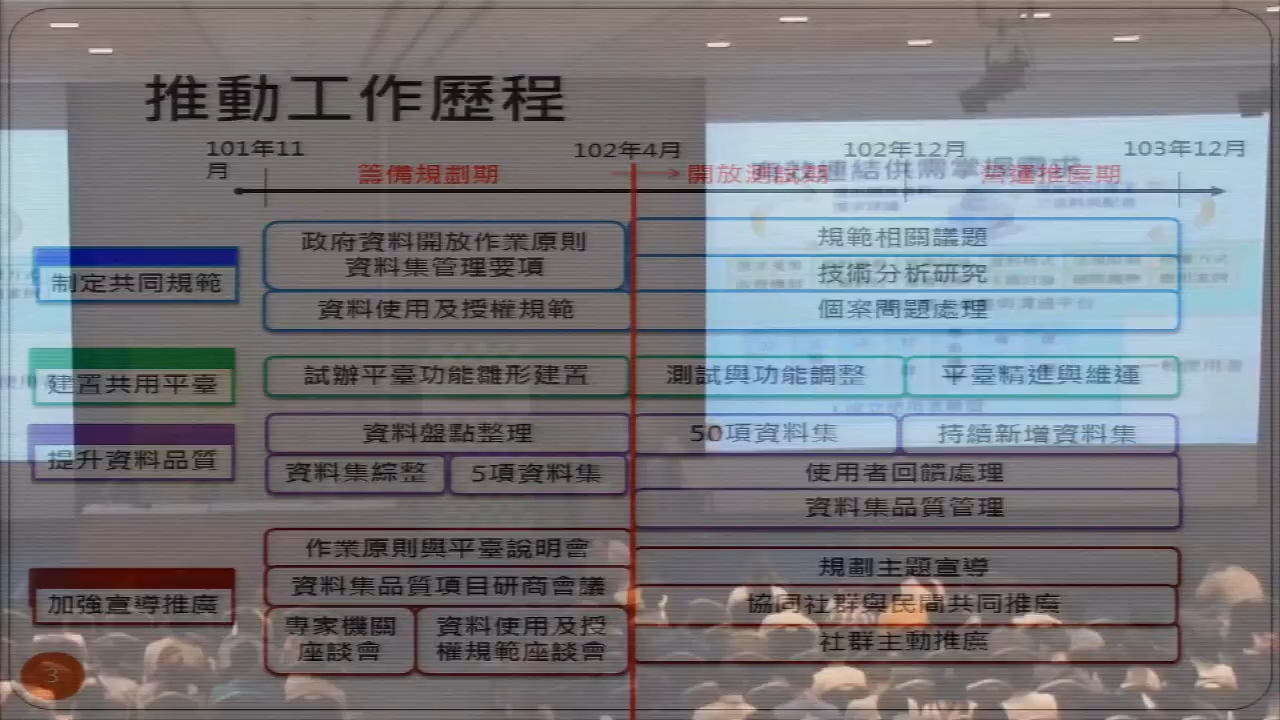 推動工作歷程
101年11月
102年4月
102年12月
103年12月
籌備規劃期
開放測試期
制定共同規範
政府資料開放作業原則
資料集管理要項
資料使用及授權規範
規範相關議題
技術分析研究
個案問題處理
建置共用平臺
試辦平臺功能雛形建置
測試與功能調整
平臺精進與維運
提升資料品質
資料盤點整理
資料集綜整
5項資料集
50項資料集
持續新增資料集
使用者回饋處理
資料集品質管理
加強宣導推廣
作業原則與平臺說明會
資料集品質項目研商會議
專家機關
座談會
資料使用及授
權規範座談會
規劃主題宣導
協同社群與民間共同推廣
社群主動推廣
3